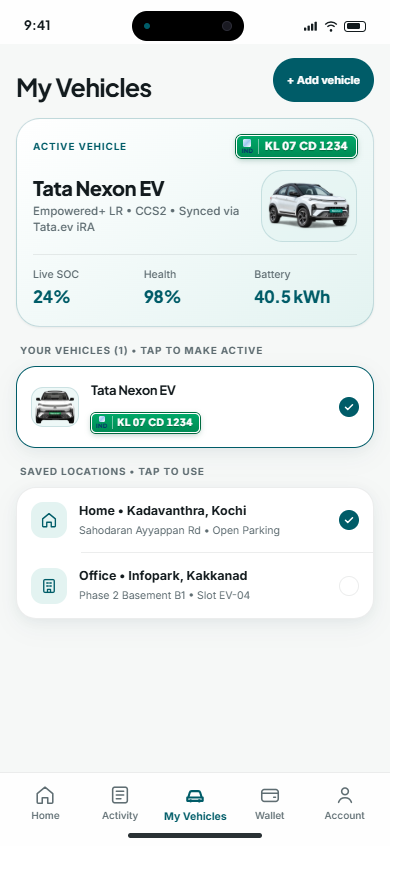 9:41
My Vehicles
+ Add vehicle
ACTIVE VEHICLE
IND KL 07 CD 1234
Tata Nexon EV
Empowered+ LR • CCS2 • Synced via
Tata.ev iRA
Live SOC
24%
Health
98%
Battery
40.5 kWh
YOUR VEHICLES (1) • TAP TO MAKE ACTIVE
Tata Nexon EV
IND KL 07 CD 1234
SAVED LOCATIONS • TAP TO USE
Home • Kadavanthra, Kochi
Sahodaran Ayyappan Rd • Open Parking
Office • Infopark, Kakkanad
Phase 2 Basement B1 • Slot EV-04
Home
Activity
My Vehicles
Wallet
Account